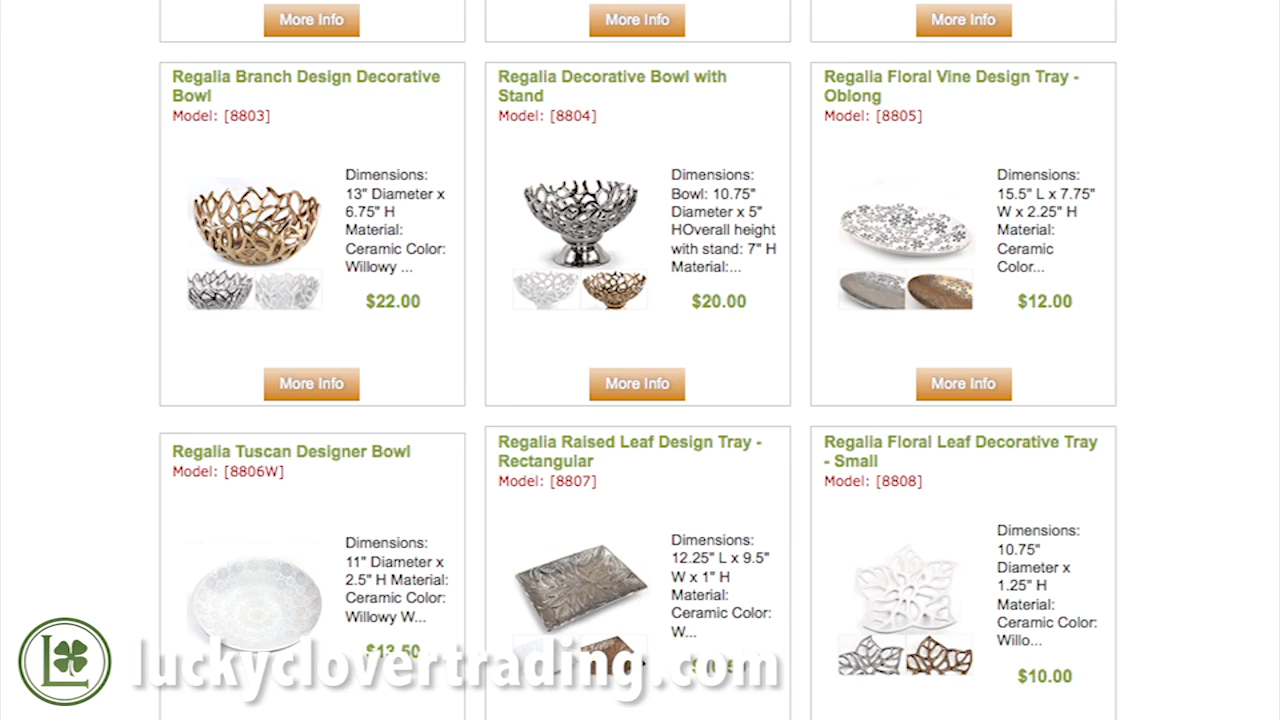 More Info
More Info
More Info
Regalia Branch Design Decorative
Bowl
Model: [8803]
Dimensions:
13" Diameter x
6.75" H
Material:
Ceramic Color:
Willowy ...
$22.00
More Info
Regalia Decorative Bowl with
Stand
Model: [8804]
Dimensions:
Bowl: 10.75"
Diameter x 5"
HOverall height
with stand: 7" H
Material:...
$20.00
More Info
Regalia Floral Vine Design Tray -
Oblong
Model: [8805]
Dimensions:
15.5" L x 7.75"
W x 2.25" H
Material:
Ceramic
Color...
$12.00
More Info
Regalia Tuscan Designer Bowl
Model: [8806W]
Dimensions:
11" Diameter x
2.5" H Material:
Ceramic Color:
Willowy W...
$13.50
Regalia Raised Leaf Design Tray -
Rectangular
Model: [8807]
Dimensions:
12.25" L x 9.5"
W x 1" H
Material:
Ceramic Color:
W...
Regalia Floral Leaf Decorative Tray
- Small
Model: [8808]
Dimensions:
10.75"
Diameter x
1.25" H
Material:
Ceramic Color:
Willo...
$10.00
L
luckyclovertrading.com